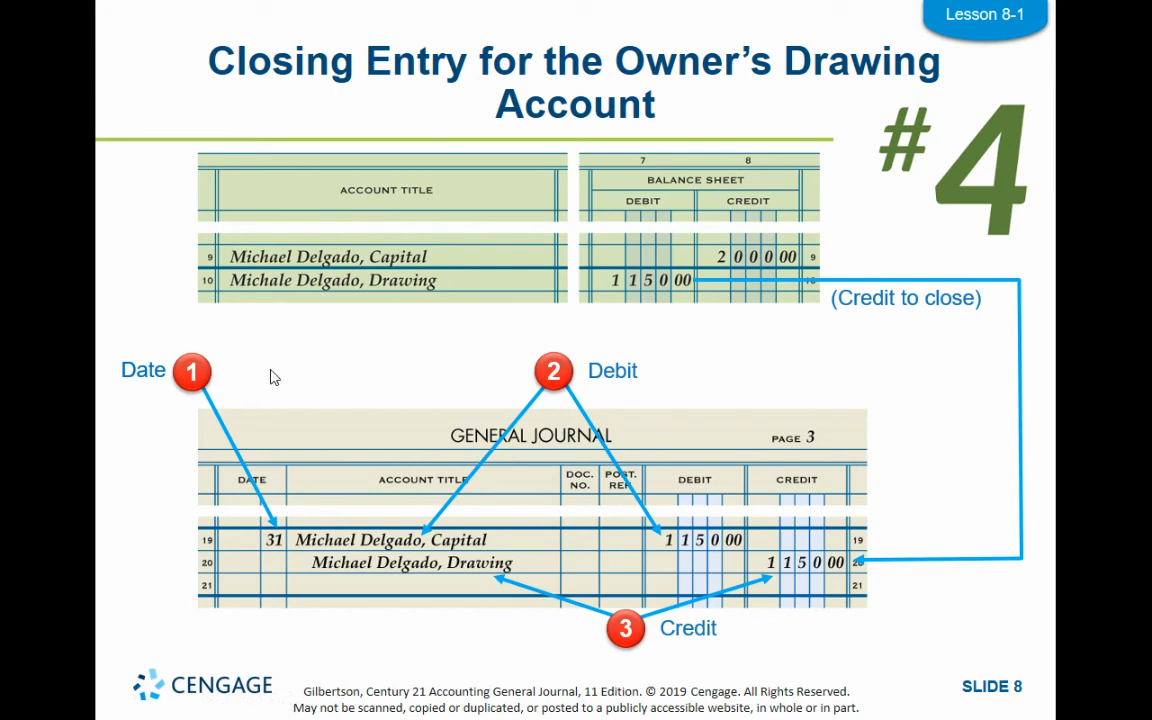 Lesson 8-1
Closing Entry for the Owner's Drawing
Account
#4
7 8
ACCOUNT TITLE
BALANCE SHEET
DEBIT CREDIT
9 Michael Delgado, Capital 2 0 0 0 00 9
10 Michale Delgado, Drawing 1 1 5 0 00 10
(Credit to close)
Date 1 2 Debit
GENERAL JOURNAL PAGE 3
DATE ACCOUNT TITLE DOC. NO. POST. REF. DEBIT CREDIT
19 31 Michael Delgado, Capital 1 1 5 0 00 19
20 Michael Delgado, Drawing 1 1 5 0 00 20
21 21
3 Credit
CENGAGE
Gilbertson, Century 21 Accounting General Journal, 11 Edition. © 2019 Cengage. All Rights Reserved.
May not be scanned, copied or duplicated, or posted to a publicly accessible website, in whole or in part.
SLIDE 8